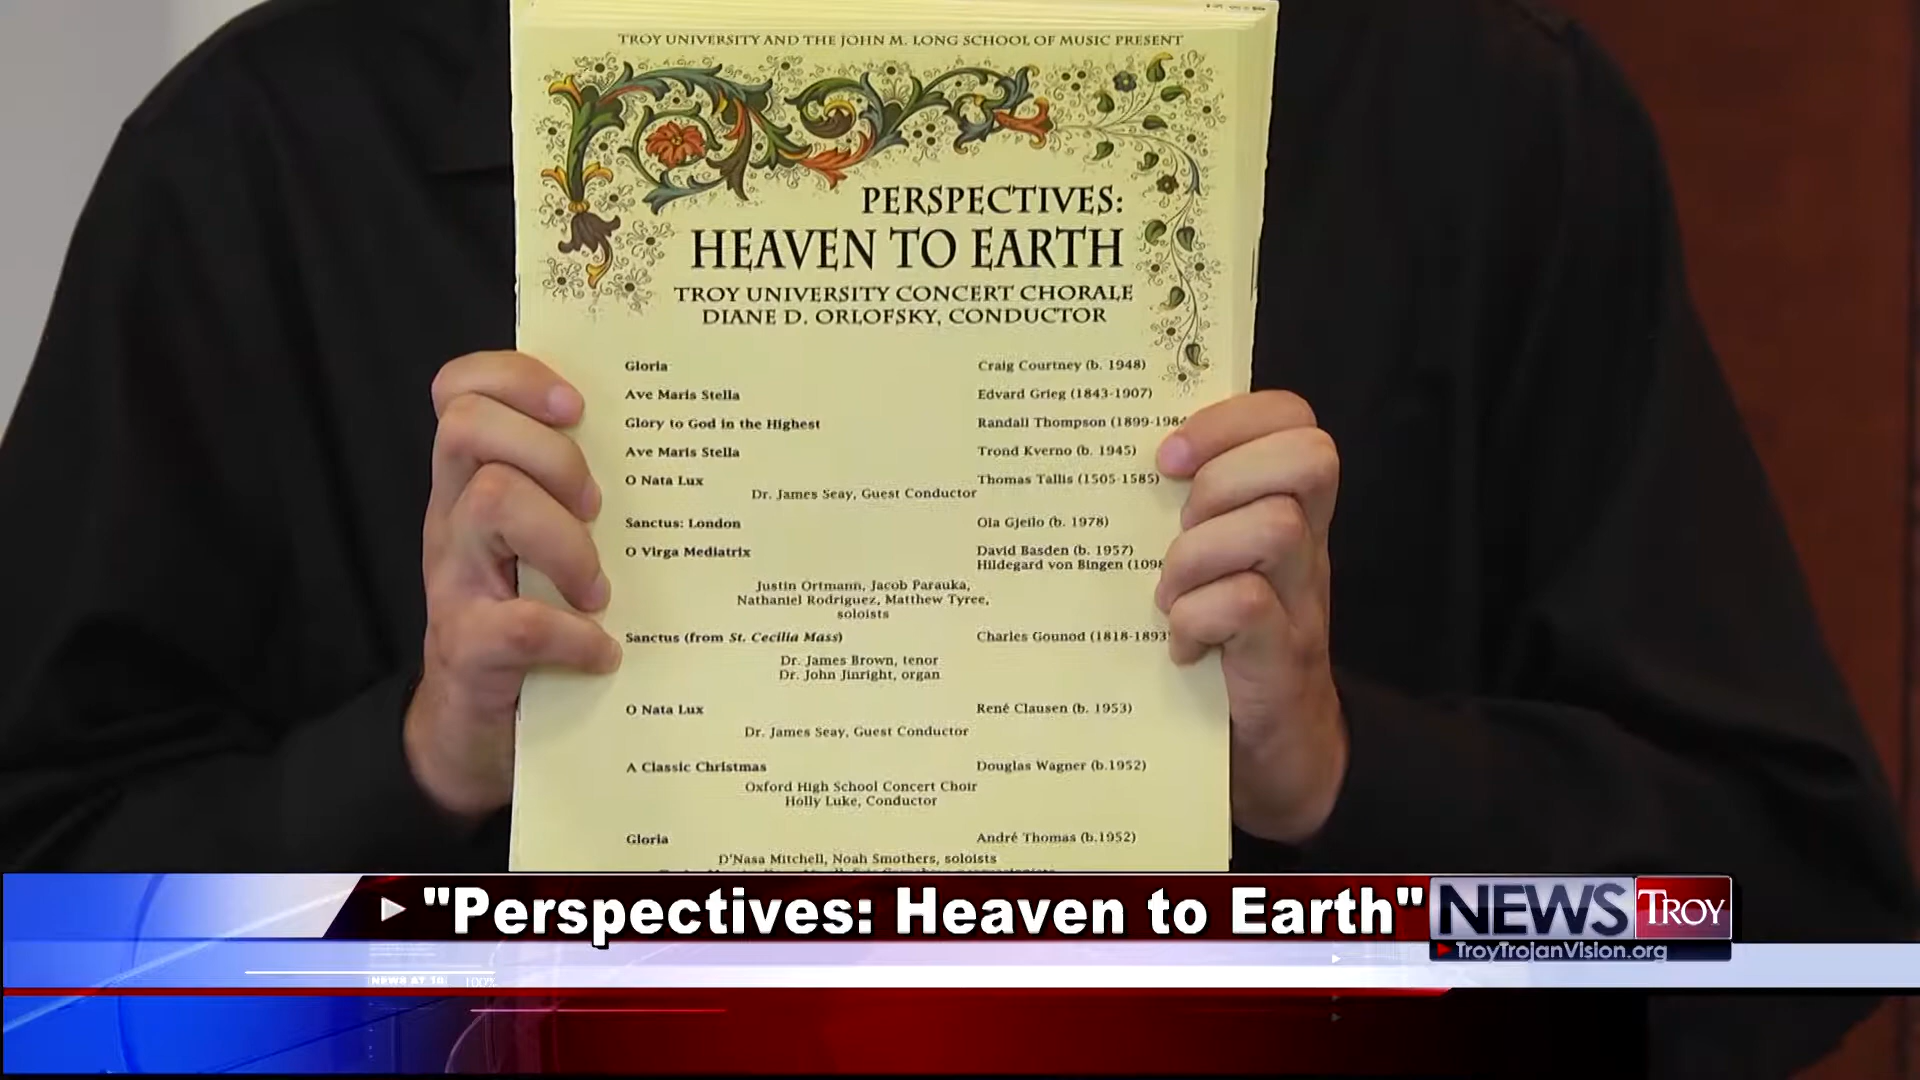 TROY UNIVERSITY AND THE JOHN M. LONG SCHOOL OF MUSIC PRESENT
PERSPECTIVES:
HEAVEN TO EARTH
TROY UNIVERSITY CONCERT CHORALE
DIANE D. ORLOFSKY, CONDUCTOR
Gloria Craig Courtney (b. 1948)
Ave Maris Stella Edvard Grieg (1843-1907)
Glory to God in the Highest Randall Thompson (1899-198
Ave Maris Stella Trond Kverno (b. 1945)
O Nata Lux Thomas Tallis (1505-1585)
Dr. James Seay, Guest Conductor
Sanctus: London Ola Gjeilo (b. 1978)
O Virga Mediatrix David Basden (b. 1957)
Hildegard von Bingen (109
Justin Ortmann, Jacob Parauka,
Nathaniel Rodriguez, Matthew Tyree,
soloists
Sanctus (from St. Cecilia Mass) Charles Gounod (1818-1893
Dr. James Brown, tenor
Dr. John Jinright, organ
O Nata Lux René Clausen (b. 1953)
Dr. James Seay, Guest Conductor
A Classic Christmas Douglas Wagner (b.1952)
Oxford High School Concert Choir
Holly Luke, Conductor
Gloria André Thomas (b.1952)
D'Nasa Mitchell, Noah Smothers, soloists
"Perspectives: Heaven to Earth"
NEWS TROY
TroyTrojanVision.org
NEWS AT 10 100%